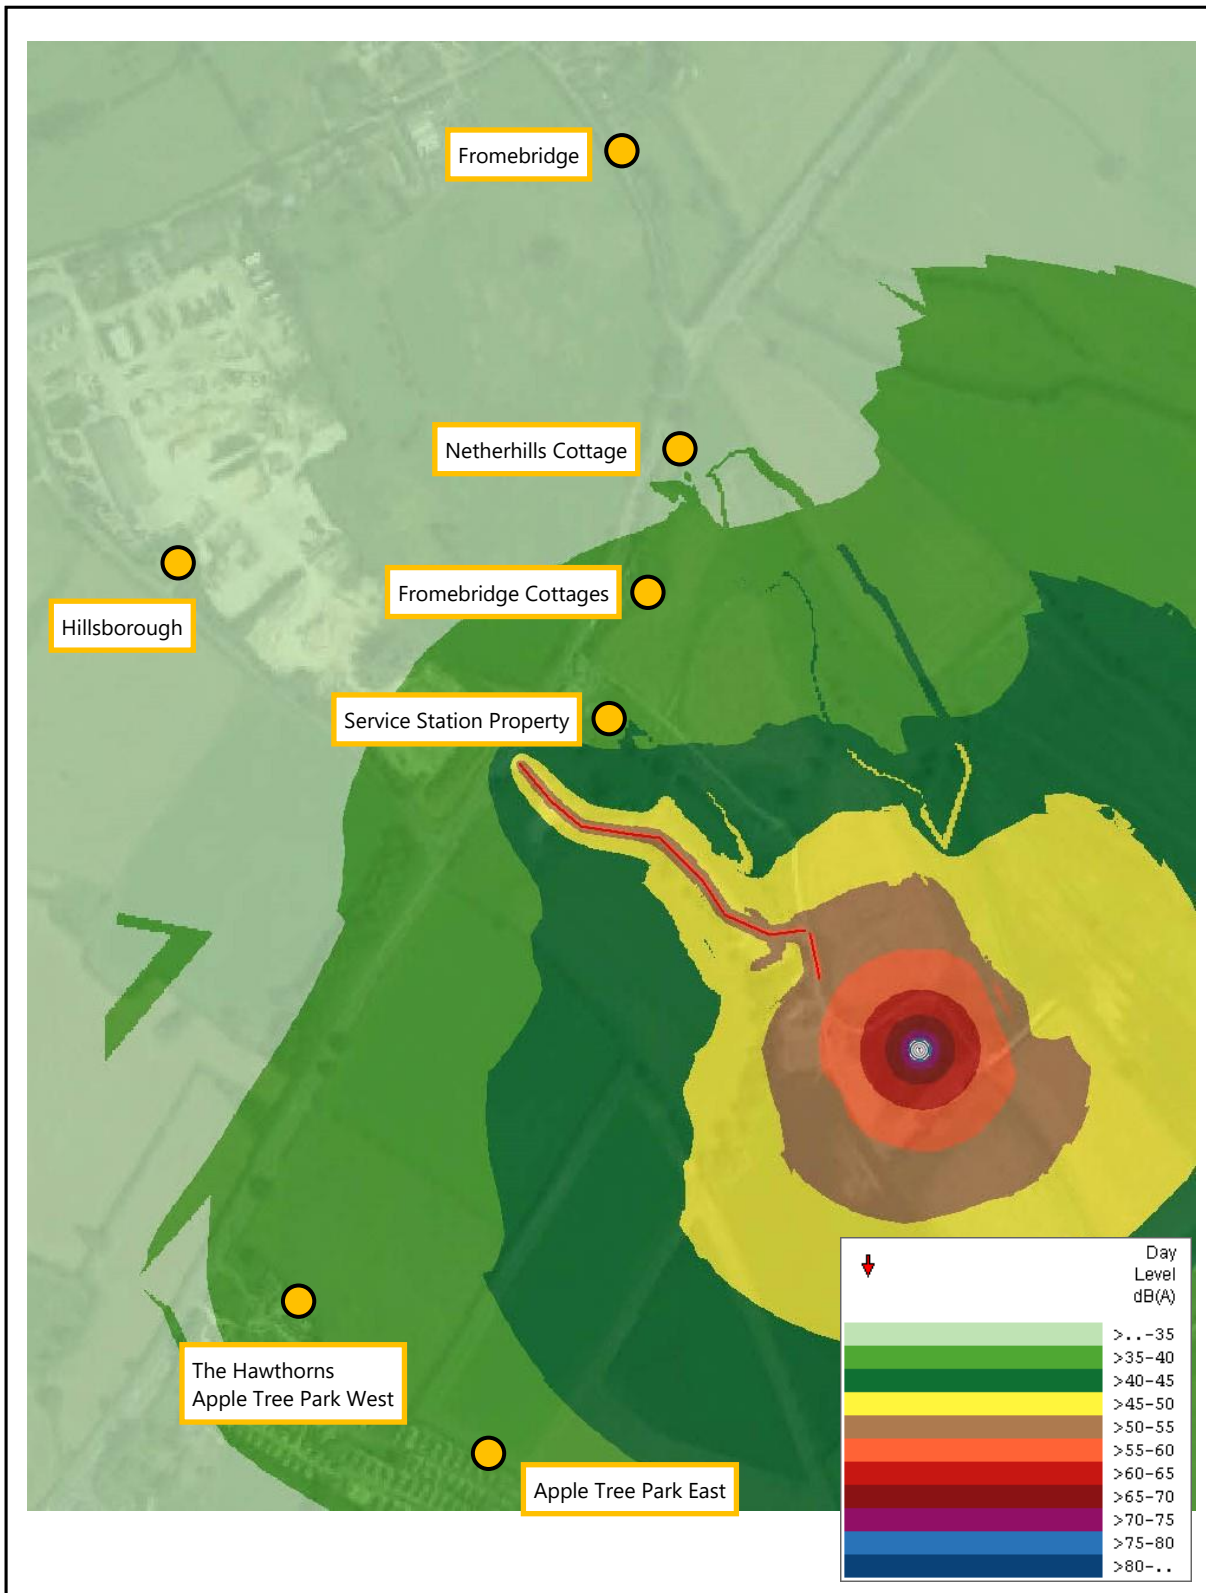 Fromebridge
Netherhills Cottage
Fromebridge Cottages
Hillsborough
Service Station Property
The Hawthorns
Apple Tree Park West
Apple Tree Park East
Day
Level
dB(A)
>..-35
>35-40
>40-45
>45-50
>50-55
>55-60
>60-65
>65-70
>70-75
>75-80
>80-..